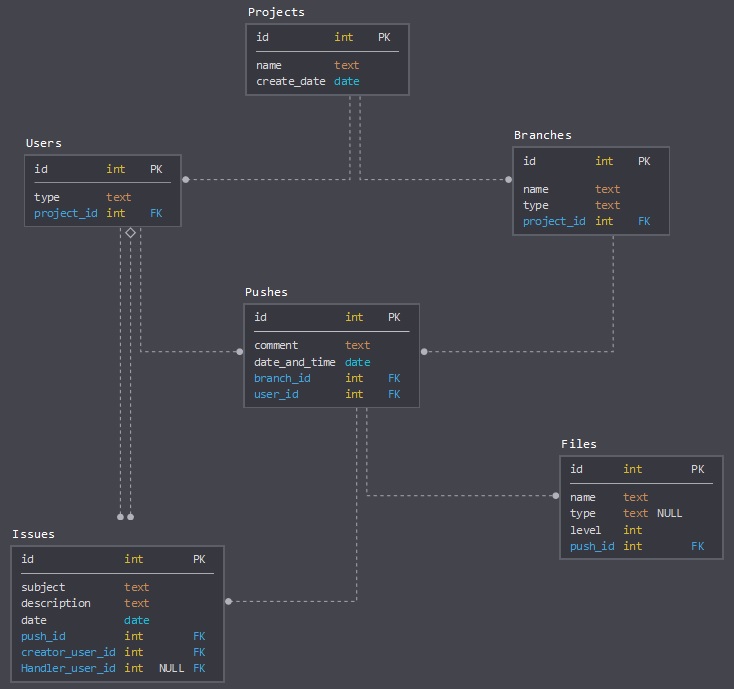 Projects
id int PK
name text
create_date date
Users
id int PK
type text
project_id int FK
Branches
id int PK
name text
type text
project_id int FK
Pushes
id int PK
comment text
date_and_time date
branch_id int FK
user_id int FK
Files
id int PK
name text
type text NULL
level int
push_id int FK
Issues
id int PK
subject text
description text
date date
push_id int FK
creator_user_id int FK
Handler_user_id int NULL FK